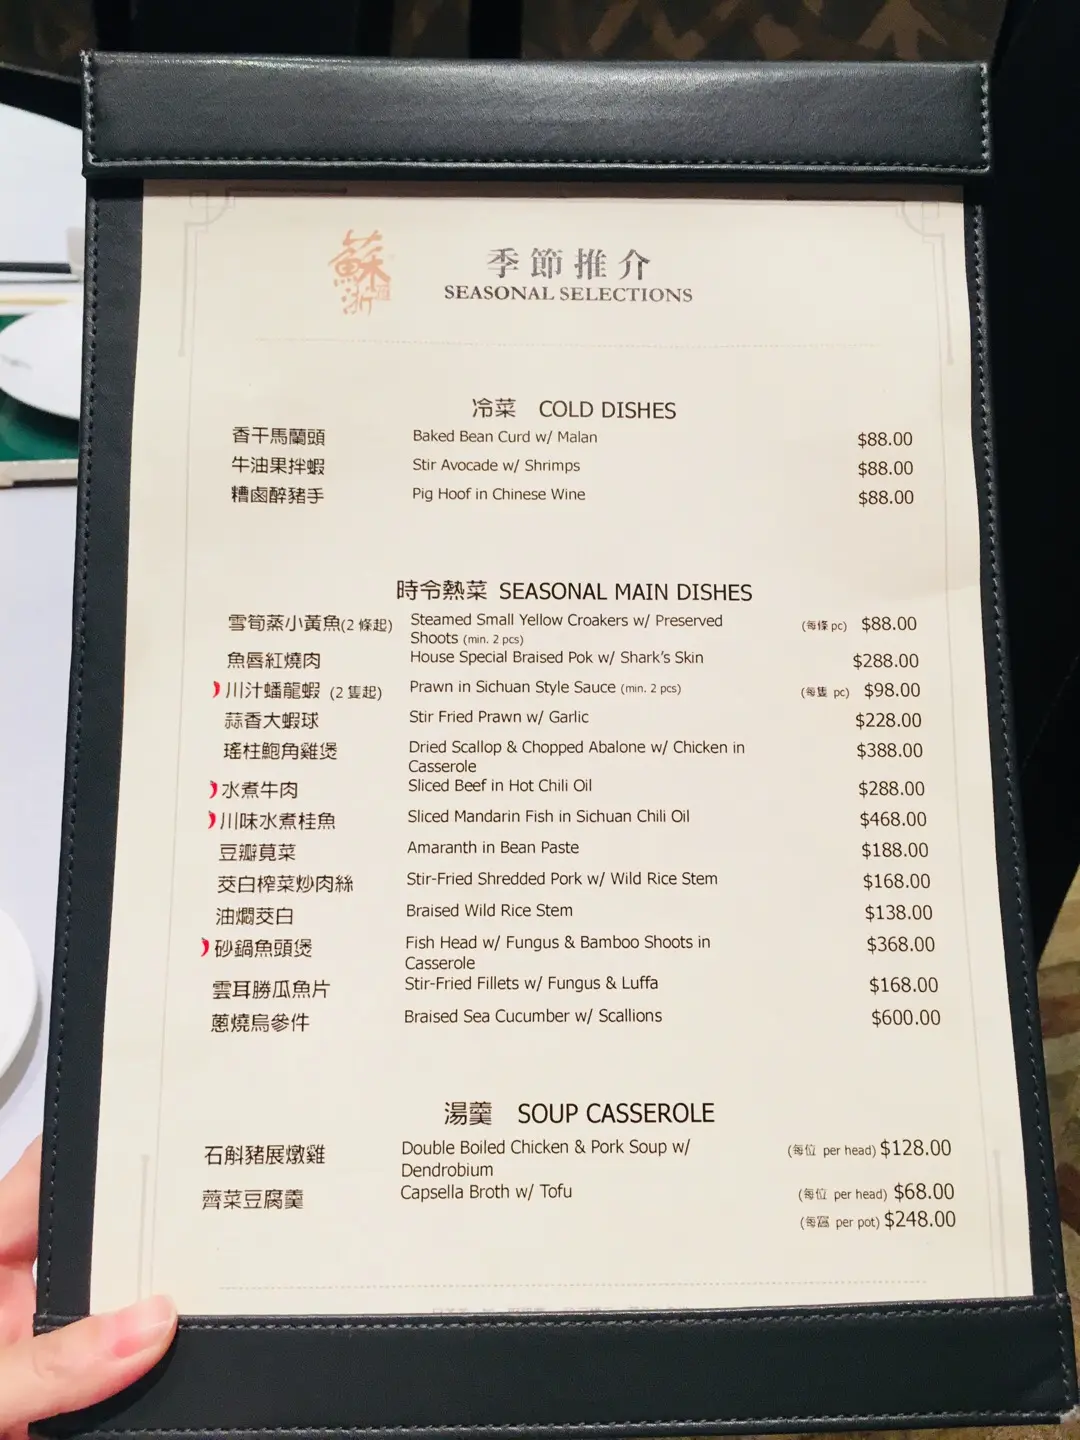 蘇浙
季節推介
SEASONAL SELECTIONS
冷菜 COLD DISHES
香干馬蘭頭 Baked Bean Curd w/ Malan $88.00
牛油果拌蝦 Stir Avocade w/ Shrimps $88.00
糟鹵醉豬手 Pig Hoof in Chinese Wine $88.00
時令熱菜 SEASONAL MAIN DISHES
雪筍蒸小黃魚(2 條起) Steamed Small Yellow Croakers w/ Preserved (每條 pc) $88.00
Shoots (min. 2 pcs)
魚唇紅燒肉 House Special Braised Pok w/ Shark's Skin $288.00
川汁蟠龍蝦 (2 隻起) Prawn in Sichuan Style Sauce (min. 2 pcs) (每隻 pc) $98.00
蒜香大蝦球 Stir Fried Prawn w/ Garlic $228.00
瑤柱鮑角雞煲 Dried Scallop & Chopped Abalone w/ Chicken in $388.00
Casserole
水煮牛肉 Sliced Beef in Hot Chili Oil $288.00
川味水煮桂魚 Sliced Mandarin Fish in Sichuan Chili Oil $468.00
豆瓣莧菜 Amaranth in Bean Paste $188.00
茭白榨菜炒肉絲 Stir-Fried Shredded Pork w/ Wild Rice Stem $168.00
油燜茭白 Braised Wild Rice Stem $138.00
砂鍋魚頭煲 Fish Head w/ Fungus & Bamboo Shoots in $368.00
Casserole
雲耳勝瓜魚片 Stir-Fried Fillets w/ Fungus & Luffa $168.00
蔥燒烏參件 Braised Sea Cucumber w/ Scallions $600.00
湯羹 SOUP CASSEROLE
石斛豬展燉雞 Double Boiled Chicken & Pork Soup w/ (每位 per head) $128.00
Dendrobium
薺菜豆腐羹 Capsella Broth w/ Tofu (每位 per head) $68.00
(每窩 per pot) $248.00